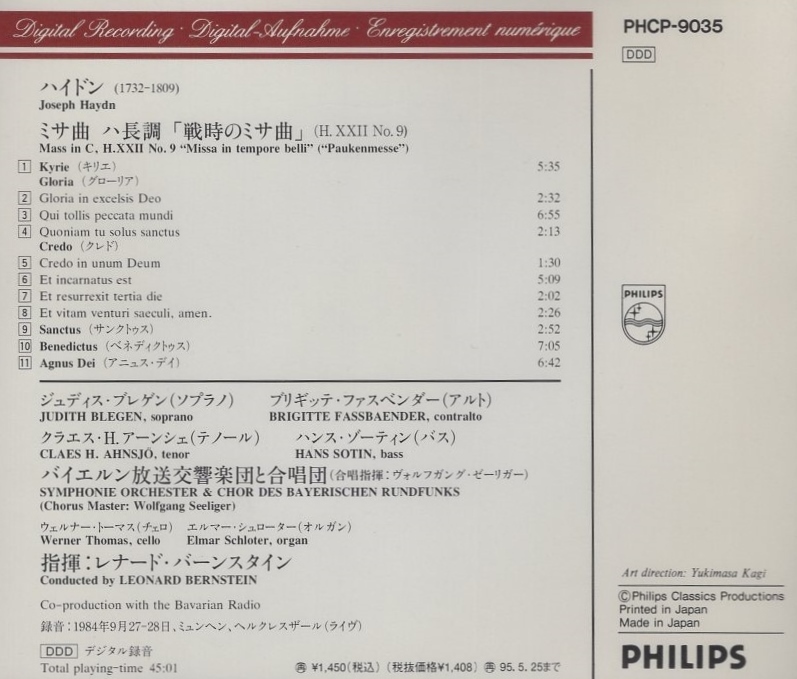 Digital Recording · Digital-Aufnahme · Enregistrement numérique
PHCP-9035
DDD
ハイドン (1732-1809)
Joseph Haydn
ミサ曲 ハ長調「戦時のミサ曲」(H. XXII No. 9)
Mass in C, H.XXII No. 9 “Missa in tempore belli” (“Paukenmesse”)
1 Kyrie (キリエ) 5:35
Gloria (グローリア)
2 Gloria in excelsis Deo 2:32
3 Qui tollis peccata mundi 6:55
4 Quoniam tu solus sanctus 2:13
Credo (クレド)
5 Credo in unum Deum 1:30
6 Et incarnatus est 5:09
7 Et resurrexit tertia die 2:02
8 Et vitam venturi saeculi, amen. 2:26
9 Sanctus (サンクトゥス) 2:52
10 Benedictus (ベネディクトゥス) 7:05
11 Agnus Dei (アニュス・デイ) 6:42
ジュディス・ブレゲン(ソプラノ) ブリギッテ・ファスベンダー(アルト)
JUDITH BLEGEN, soprano BRIGITTE FASSBAENDER, contralto
クラエス・H.アーンシェ(テノール) ハンス・ゾーティン(バス)
CLAES H. AHNSJÖ, tenor HANS SOTIN, bass
バイエルン放送交響楽団と合唱団(合唱指揮:ヴォルフガング・ゼーリガー)
SYMPHONIE ORCHESTER & CHOR DES BAYERISCHEN RUNDFUNKS
(Chorus Master: Wolfgang Seeliger)
ウェルナー・トーマス(チェロ) エルマー・シュローター(オルガン)
Werner Thomas, cello Elmar Schloter, organ
指揮:レナード・バーンスタイン
Conducted by LEONARD BERNSTEIN
Co-production with the Bavarian Radio
録音:1984年9月27-28日、ミュンヘン、ヘルクレスザール(ライヴ)
DDD デジタル録音
Total playing-time 45:01
㊢ ¥1,450(税込) (税抜価格¥1,408) ㊢ 95.5.25まで
PHILIPS
Art direction: Yukimasa Kagi
ⒸPhilips Classics Productions
Printed in Japan
Made in Japan
PHILIPS